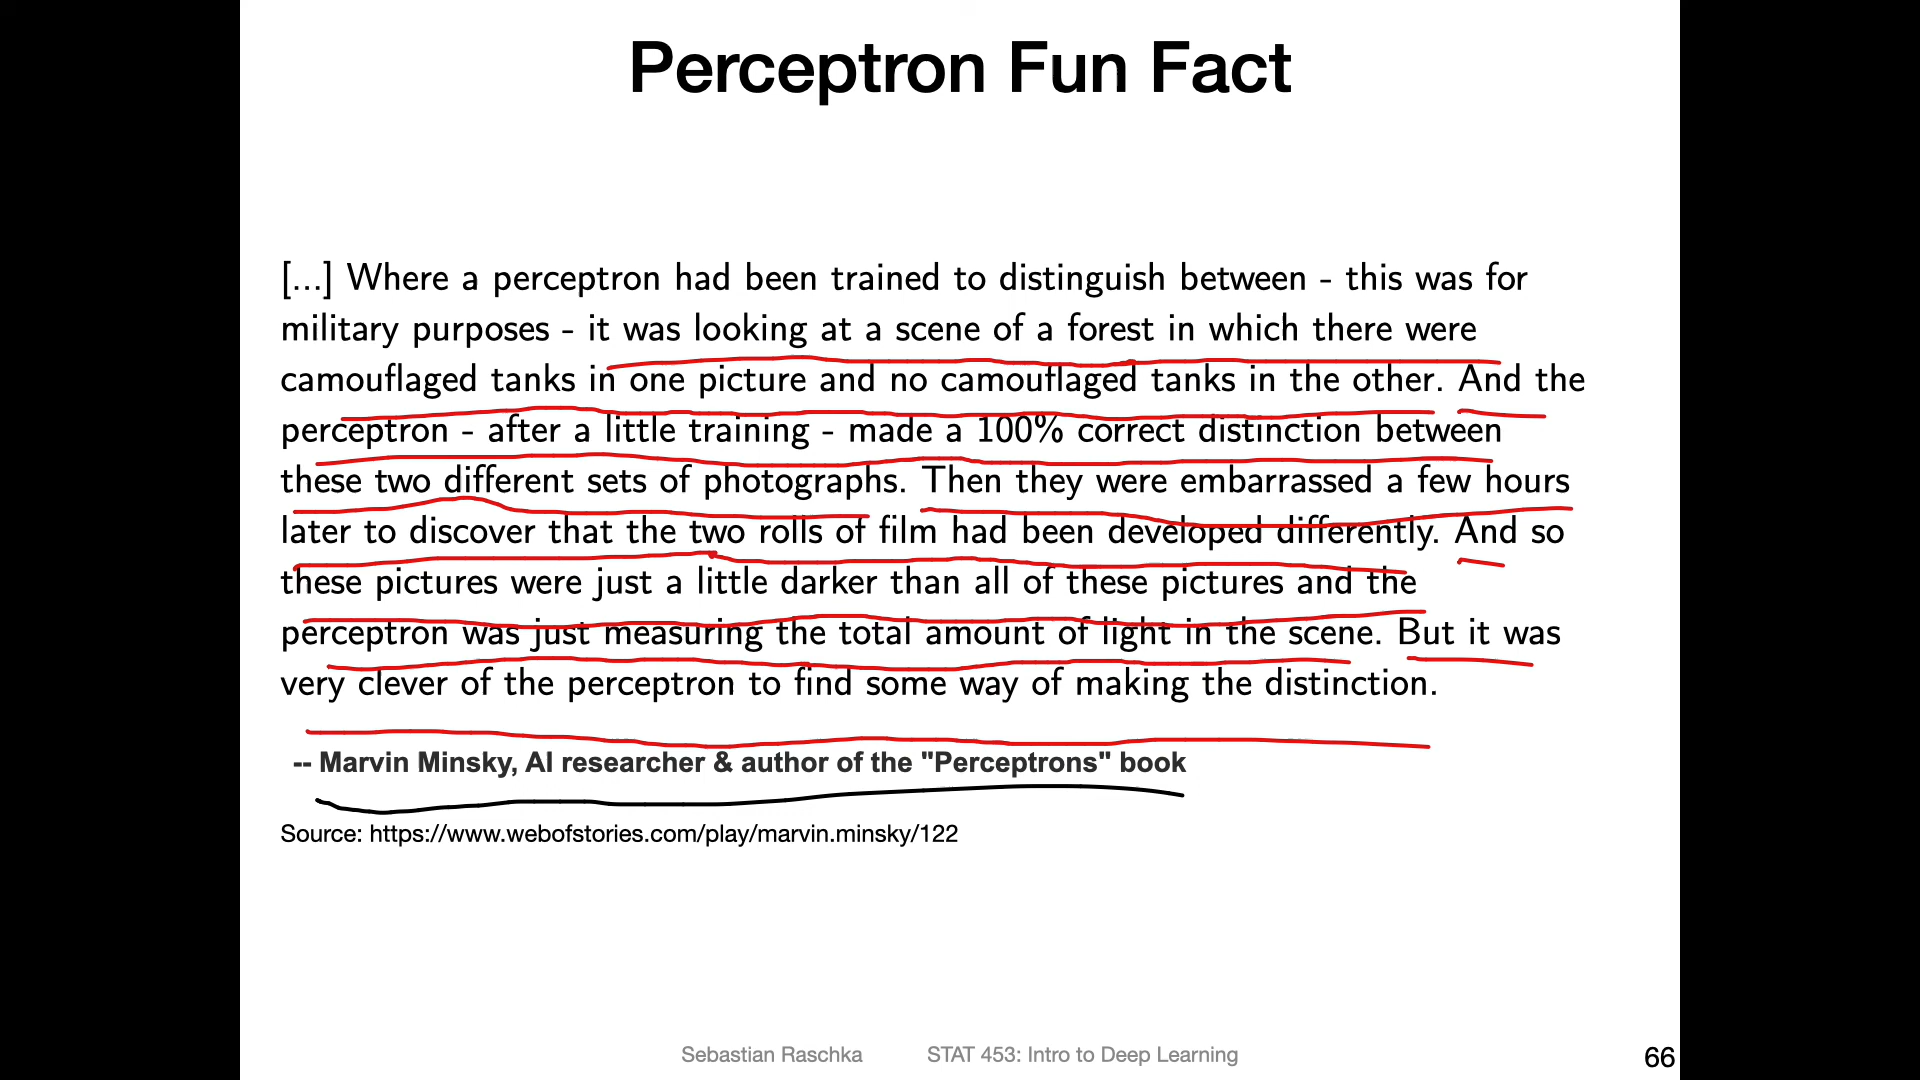 Perceptron Fun Fact
[...] Where a perceptron had been trained to distinguish between - this was for
military purposes - it was looking at a scene of a forest in which there were
camouflaged tanks in one picture and no camouflaged tanks in the other. And the
perceptron - after a little training - made a 100% correct distinction between
these two different sets of photographs. Then they were embarrassed a few hours
later to discover that the two rolls of film had been developed differently. And so
these pictures were just a little darker than all of these pictures and the
perceptron was just measuring the total amount of light in the scene. But it was
very clever of the perceptron to find some way of making the distinction.
-- Marvin Minsky, AI researcher & author of the "Perceptrons" book
Source: https://www.webofstories.com/play/marvin.minsky/122
Sebastian Raschka STAT 453: Intro to Deep Learning 66